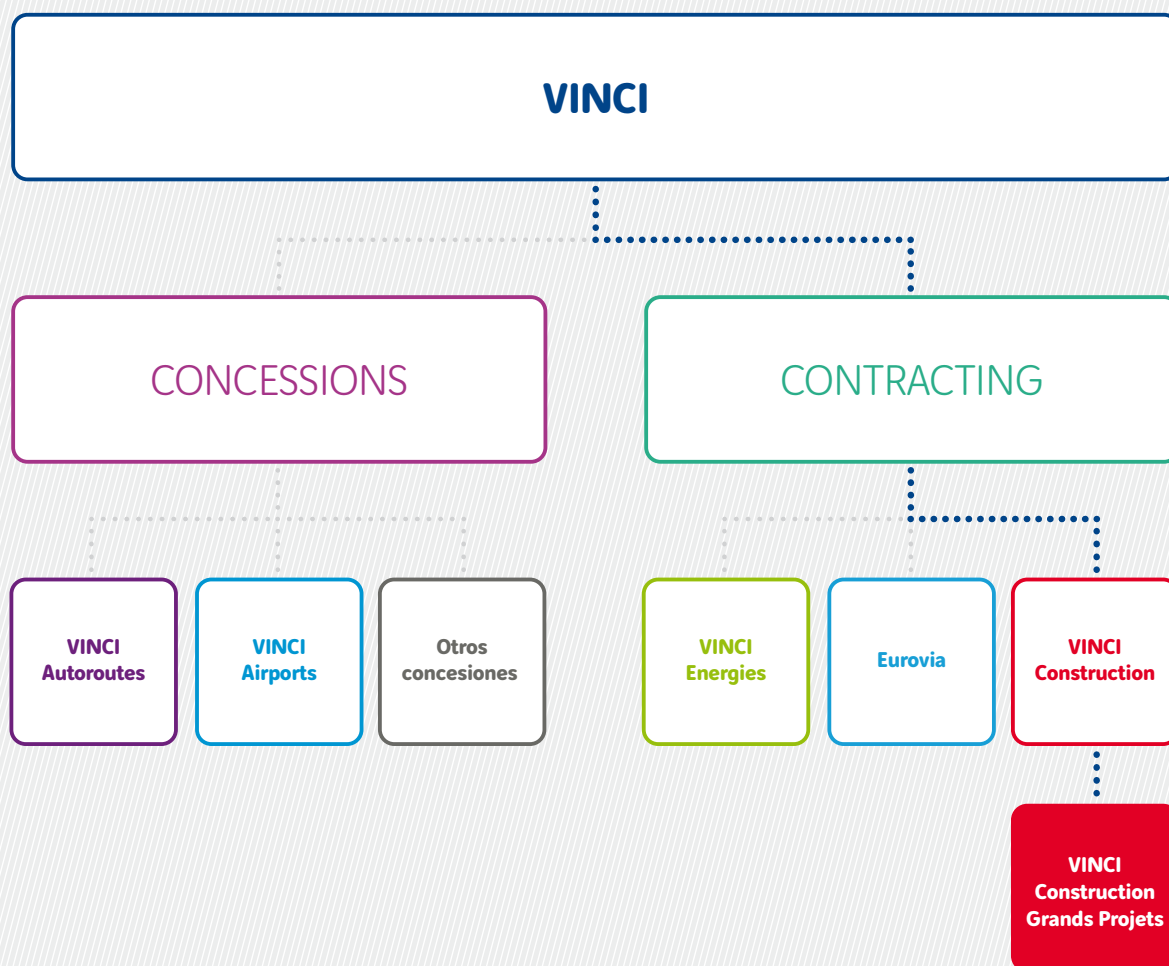 VINCI
CONCESSIONS
CONTRACTING
VINCI
Autoroutes
VINCI
Airports
Otros
concesiones
VINCI
Energies
Eurovia
VINCI
Construction
VINCI
Construction
Grands Projets